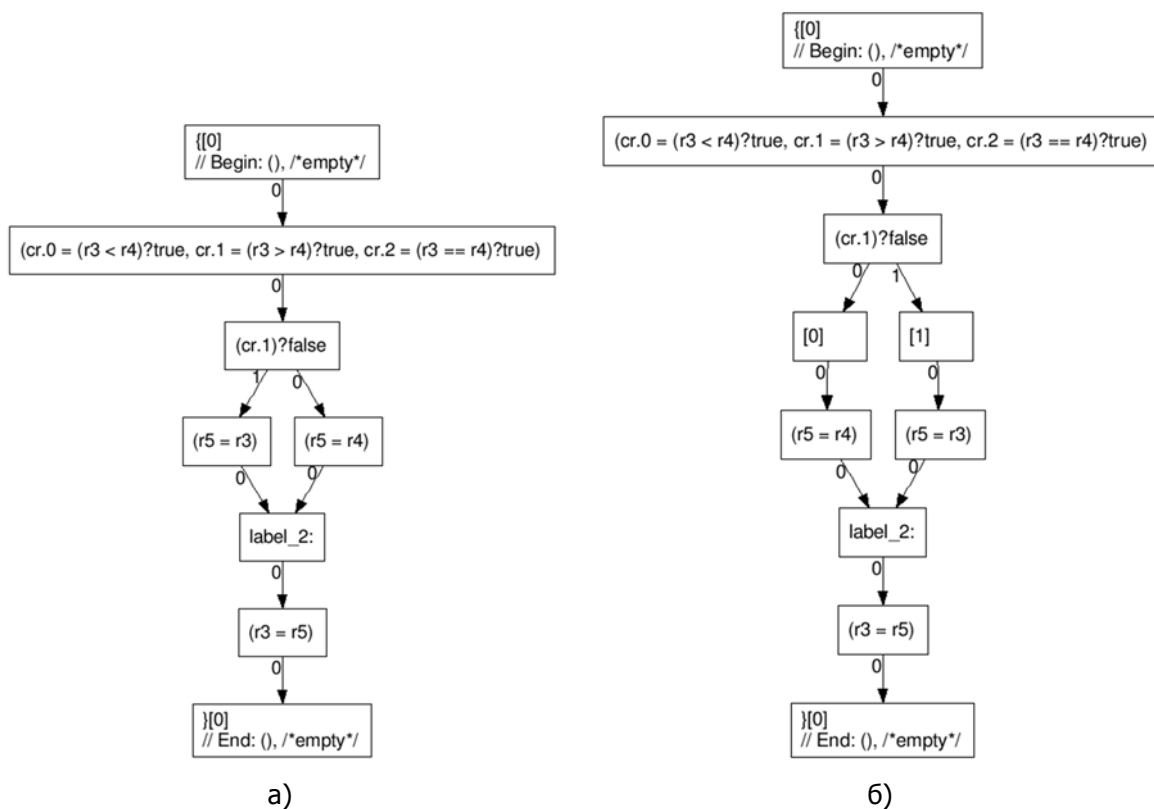 {[0]
// Begin: (), /*empty*/
0
(cr.0 = (r3 < r4)?true, cr.1 = (r3 > r4)?true, cr.2 = (r3 == r4)?true)
0
(cr.1)?false
1 0
(r5 = r3) (r5 = r4)
0 0
label_2:
0
(r3 = r5)
0
}[0]
// End: (), /*empty*/
а)
{[0]
// Begin: (), /*empty*/
0
(cr.0 = (r3 < r4)?true, cr.1 = (r3 > r4)?true, cr.2 = (r3 == r4)?true)
0
(cr.1)?false
0 1
[0] [1]
0 0
(r5 = r4) (r5 = r3)
0 0
label_2:
0
(r3 = r5)
0
}[0]
// End: (), /*empty*/
б)